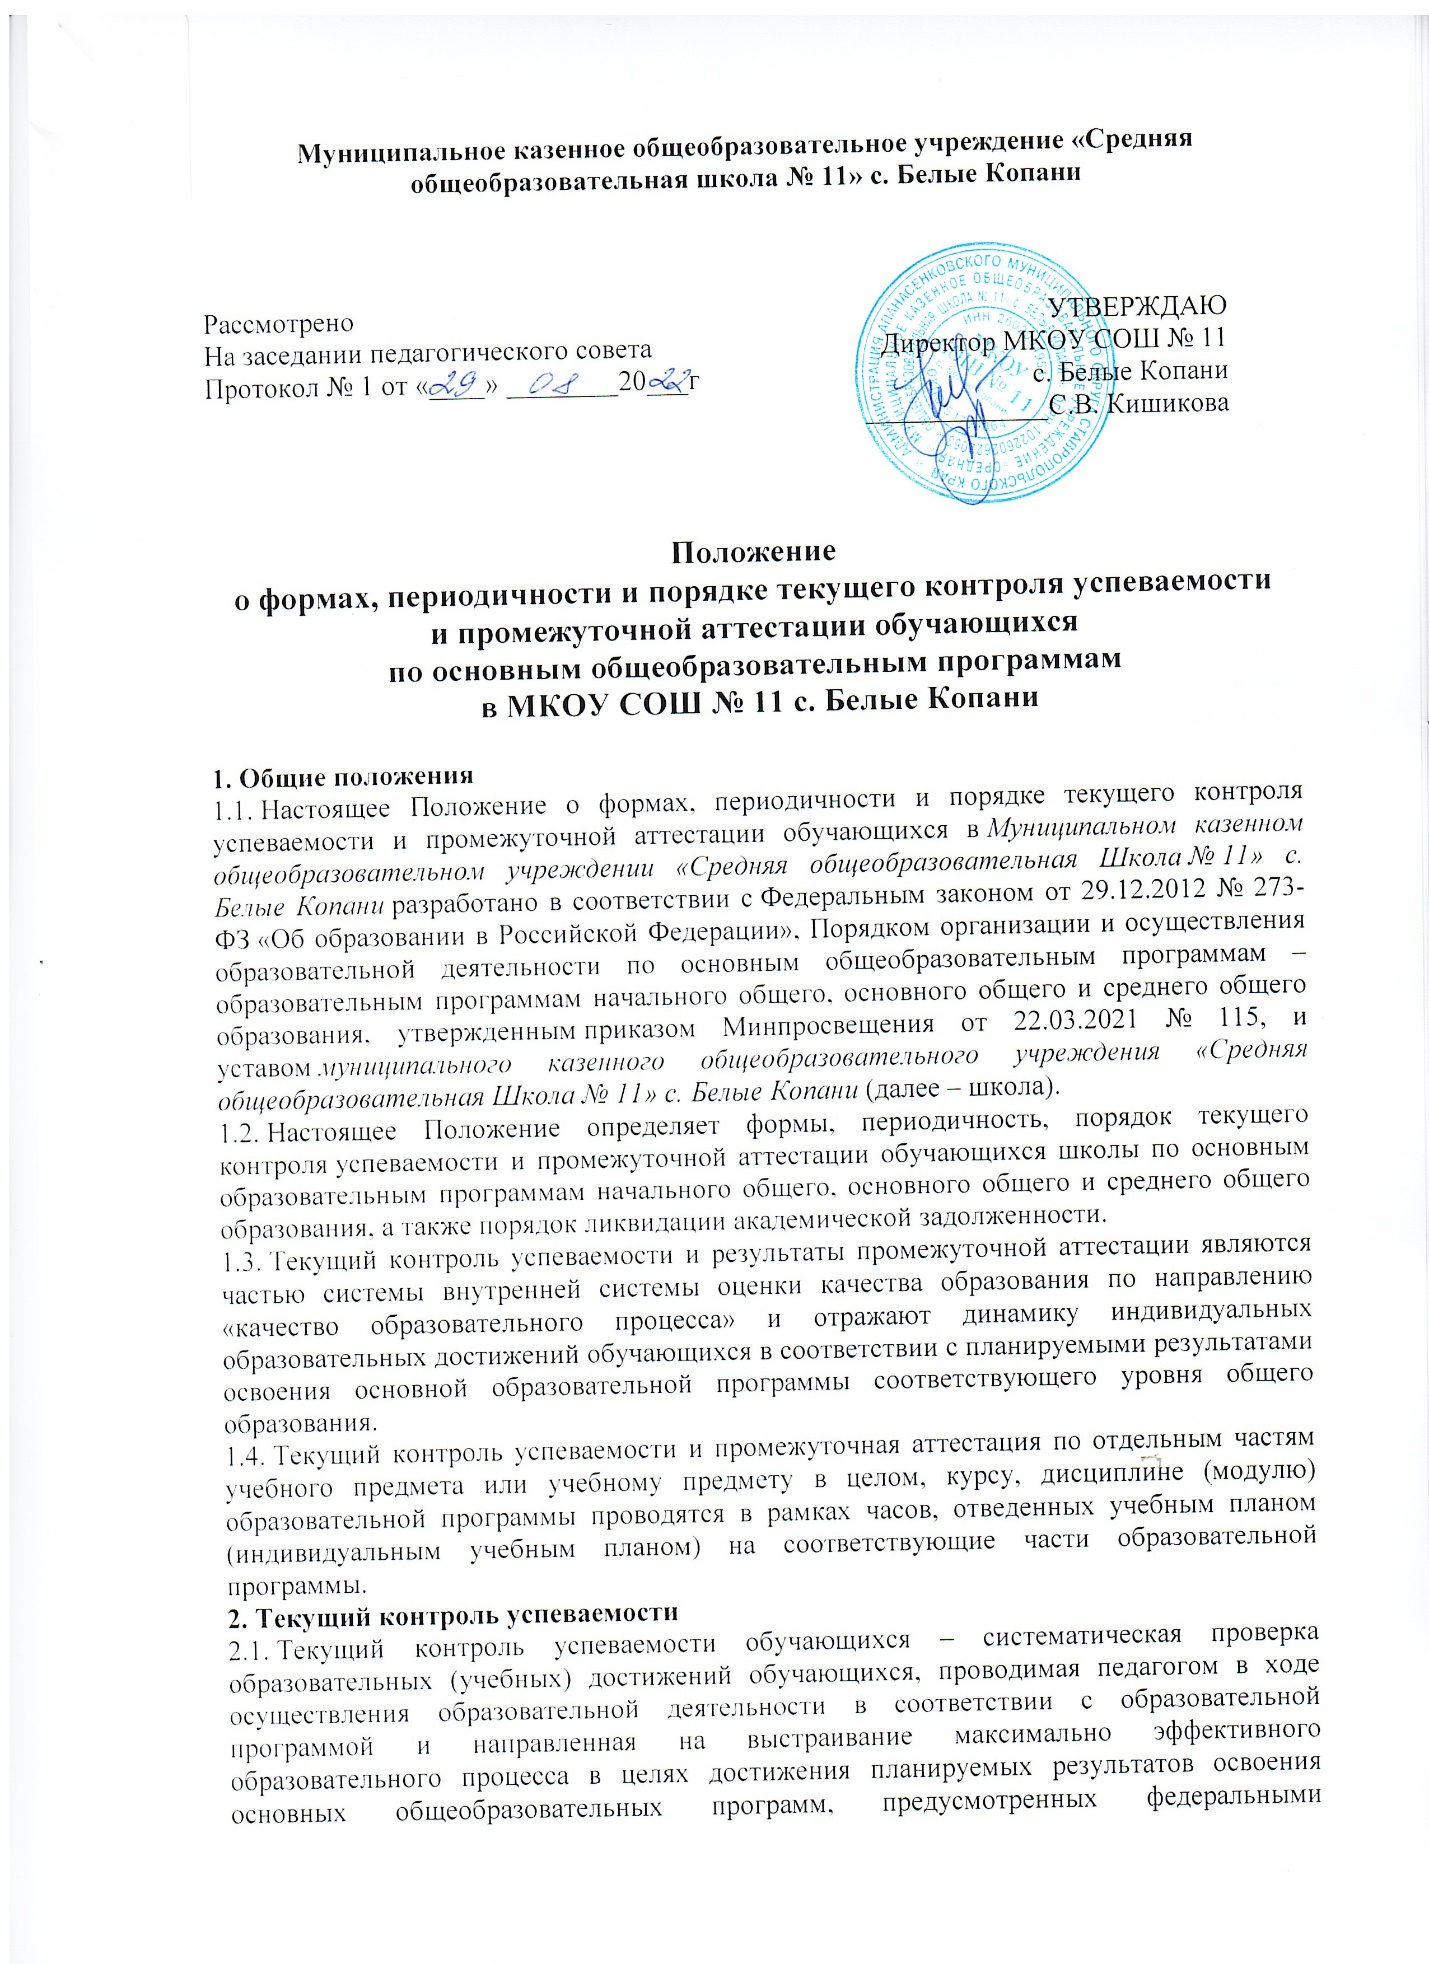 Муниципальное казенное общеобразовательное учреждение «Средняя
общеобразовательная школа № 11» с. Белые Копани
Рассмотрено
На заседании педагогического совета
Протокол № 1 от «29» 08 2022г
УТВЕРЖДАЮ
Директор МКОУ СОШ № 11
с. Белые Копани
С.В. Кишикова
АДМИНИСТРАЦИЯ АПАНАСЕНКОВСКОГО МУНИЦИПАЛЬНОГО ОКРУГА СТАВРОПОЛЬСКОГО КРАЯ
Положение
о формах, периодичности и порядке текущего контроля успеваемости
и промежуточной аттестации обучающихся
по основным общеобразовательным программам
в МКОУ СОШ № 11 с. Белые Копани
1. Общие положения
1.1. Настоящее Положение о формах, периодичности и порядке текущего контроля
успеваемости и промежуточной аттестации обучающихся в Муниципальном казенном
общеобразовательном учреждении «Средняя общеобразовательная Школа № 11» с.
Белые Копани разработано в соответствии с Федеральным законом от 29.12.2012 № 273-
ФЗ «Об образовании в Российской Федерации», Порядком организации и осуществления
образовательной деятельности по основным общеобразовательным программам –
образовательным программам начального общего, основного общего и среднего общего
образования, утвержденным приказом Минпросвещения от 22.03.2021 № 115, и
уставом муниципального казенного общеобразовательного учреждения «Средняя
общеобразовательная Школа № 11» с. Белые Копани (далее – школа).
1.2. Настоящее Положение определяет формы, периодичность, порядок текущего
контроля успеваемости и промежуточной аттестации обучающихся школы по основным
образовательным программам начального общего, основного общего и среднего общего
образования, а также порядок ликвидации академической задолженности.
1.3. Текущий контроль успеваемости и результаты промежуточной аттестации являются
частью системы внутренней системы оценки качества образования по направлению
«качество образовательного процесса» и отражают динамику индивидуальных
образовательных достижений обучающихся в соответствии с планируемыми результатами
освоения основной образовательной программы соответствующего уровня общего
образования.
1.4. Текущий контроль успеваемости и промежуточная аттестация по отдельным частям
учебного предмета или учебному предмету в целом, курсу, дисциплине (модулю)
образовательной программы проводятся в рамках часов, отведенных учебным планом
(индивидуальным учебным планом) на соответствующие части образовательной
программы.
2. Текущий контроль успеваемости
2.1. Текущий контроль успеваемости обучающихся – систематическая проверка
образовательных (учебных) достижений обучающихся, проводимая педагогом в ходе
осуществления образовательной деятельности в соответствии с образовательной
программой и направленная на выстраивание максимально эффективного
образовательного процесса в целях достижения планируемых результатов освоения
основных общеобразовательных программ, предусмотренных федеральными